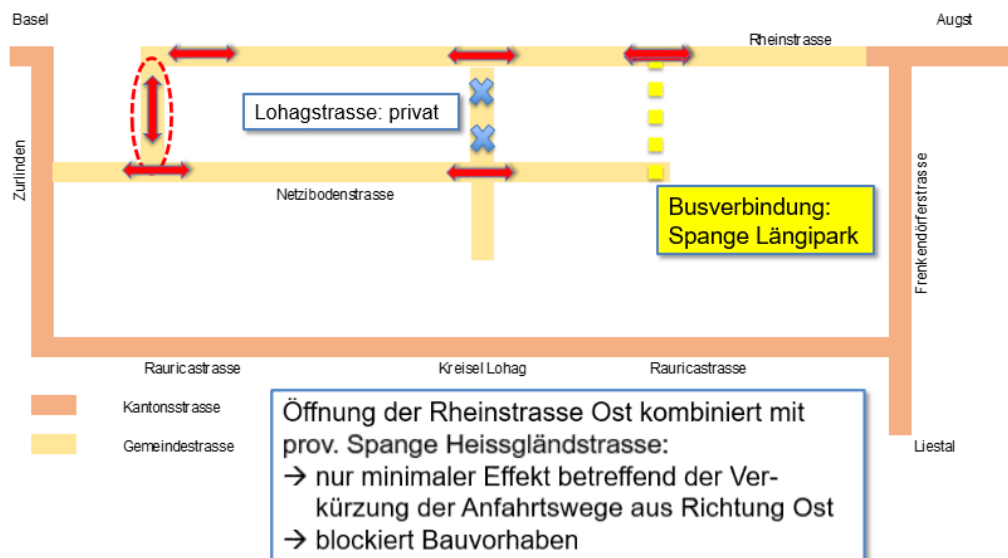 Basel
Augst
Rheinstrasse
Lohagstrasse: privat
Zurlinden
Netzibodenstrasse
Busverbindung:
Spange Längipark
Frenkendörferstrasse
Rauricastrasse
Kreisel Lohag
Rauricastrasse
Kantonsstrasse
Gemeindestrasse
Liestal
Öffnung der Rheinstrasse Ost kombiniert mit
prov. Spange Heissgländstrasse:
→ nur minimaler Effekt betreffend der Ver-
kürzung der Anfahrtswege aus Richtung Ost
→ blockiert Bauvorhaben